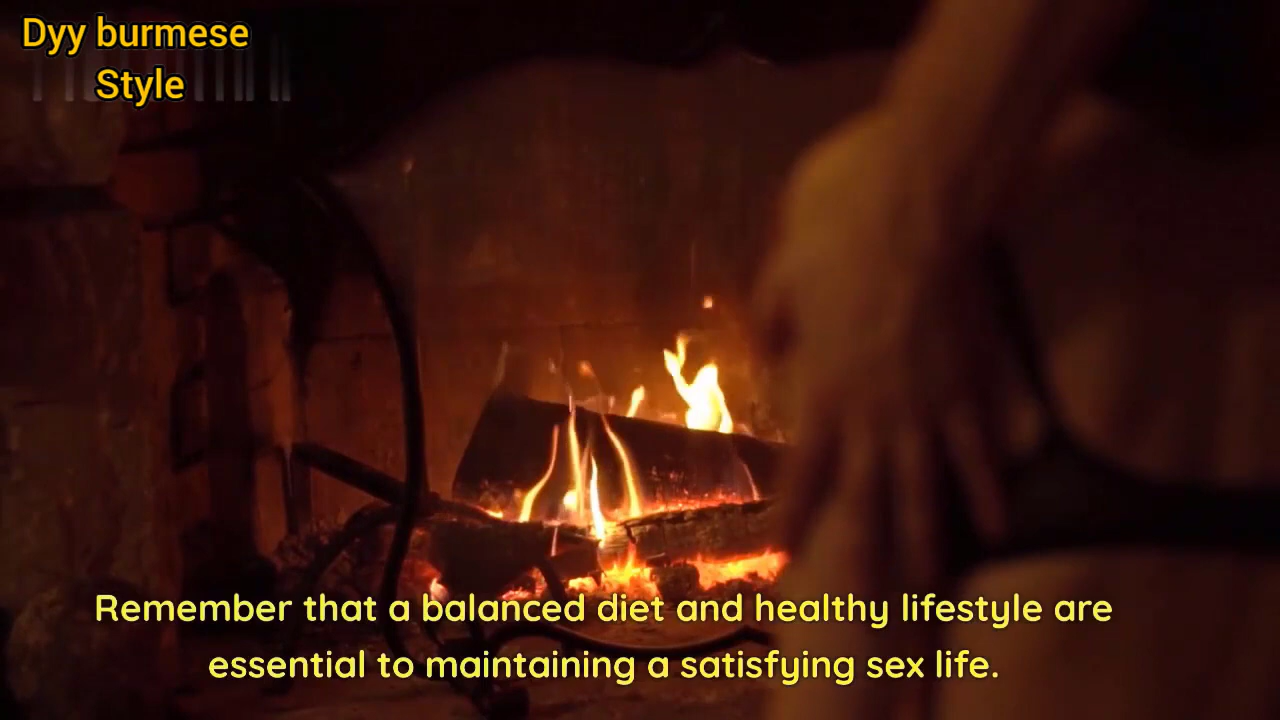 Dyy burmese
Style
Remember that a balanced diet and healthy lifestyle are
essential to maintaining a satisfying sex life.